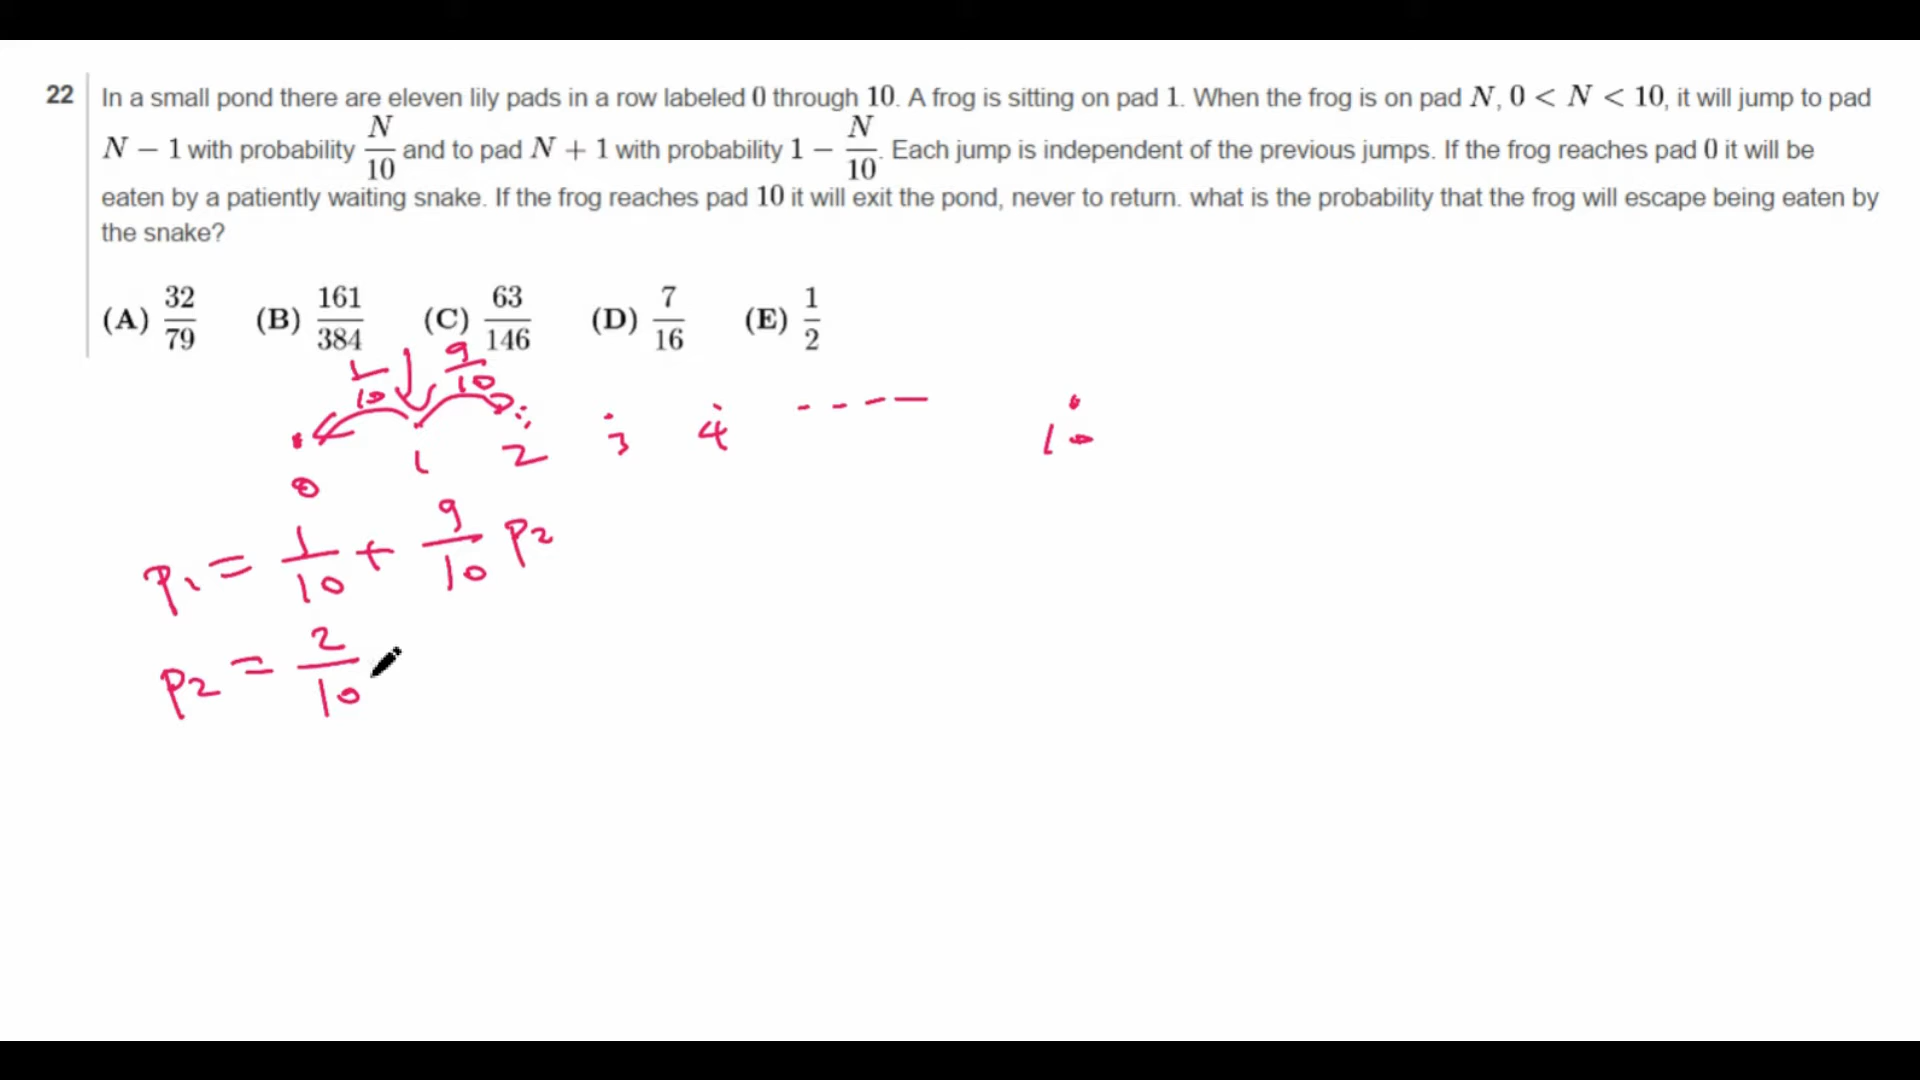 22 In a small pond there are eleven lily pads in a row labeled 0 through 10. A frog is sitting on pad 1. When the frog is on pad N, 0 < N < 10, it will jump to pad
N − 1 with probability N/10 and to pad N + 1 with probability 1 − N/10. Each jump is independent of the previous jumps. If the frog reaches pad 0 it will be
eaten by a patiently waiting snake. If the frog reaches pad 10 it will exit the pond, never to return. what is the probability that the frog will escape being eaten by
the snake?
(A) 32/79 (B) 161/384 (C) 63/146 (D) 7/16 (E) 1/2
1/10 9/10
0 1 2 3 4 10
p1 = 1/10 + 9/10 p2
p2 = 2/10